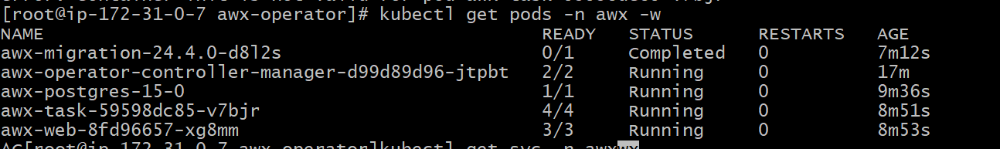 [root@ip-172-31-0-7 awx-operator]# kubectl get pods -n awx -w
NAME READY STATUS RESTARTS AGE
awx-migration-24.4.0-d8l2s 0/1 Completed 0 7m12s
awx-operator-controller-manager-d99d89d96-jtpbt 2/2 Running 0 17m
awx-postgres-15-0 1/1 Running 0 9m36s
awx-task-59598dc85-v7bjr 4/4 Running 0 8m51s
awx-web-8fd96657-xg8mm 3/3 Running 0 8m53s
^C[root@ip-172-31-0-7 awx-operator]kubectl get svc -n awx